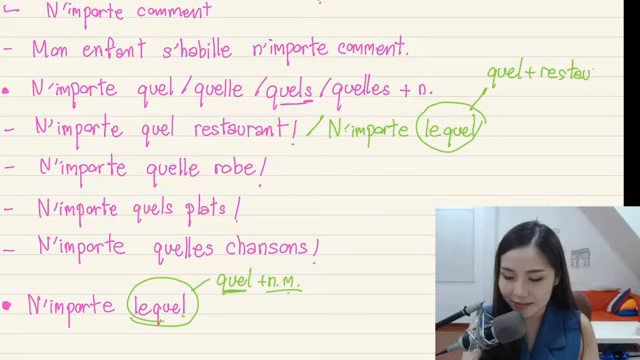 N'importe comment
- Mon enfant s'habille n'importe comment.
quel + restau
• N'importe quel / quelle / quels / quelles + n.
- N'importe quel restaurant! / N'importe lequel
- N'importe quelle robe!
- N'importe quels plats!
- N'importe quelles chansons!
quel + n.m.
• N'importe lequel